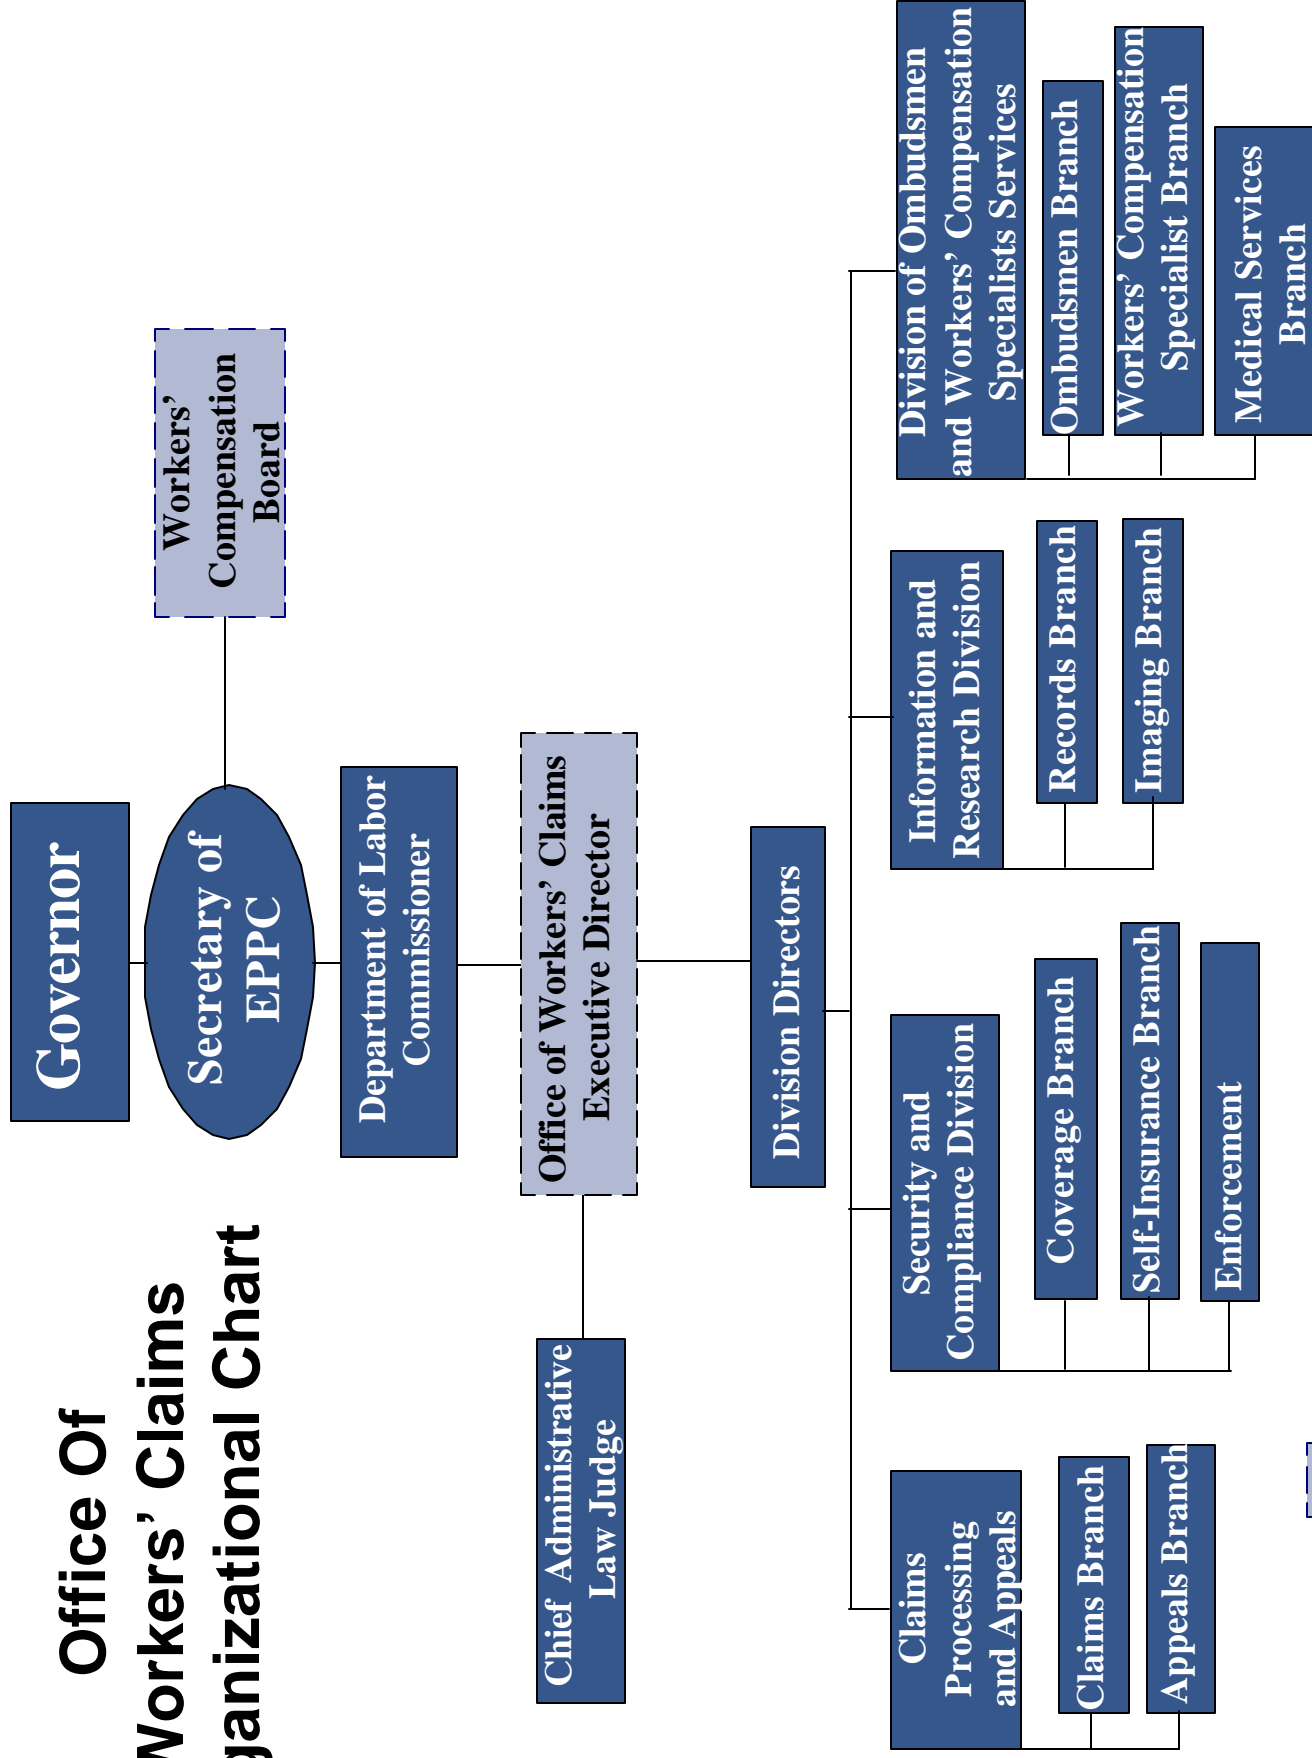 Office Of
Workers’ Claims
ganizational Chart
Governor
Secretary of
EPPC
Workers’
Compensation
Board
Department of Labor
Commissioner
Office of Workers’ Claims
Executive Director
Chief Administrative
Law Judge
Division Directors
Claims
Processing
and Appeals
Claims Branch
Appeals Branch
Security and
Compliance Division
Coverage Branch
Self-Insurance Branch
Enforcement
Information and
Research Division
Records Branch
Imaging Branch
Division of Ombudsmen
and Workers’ Compensation
Specialists Services
Ombudsmen Branch
Workers’ Compensation
Specialist Branch
Medical Services
Branch